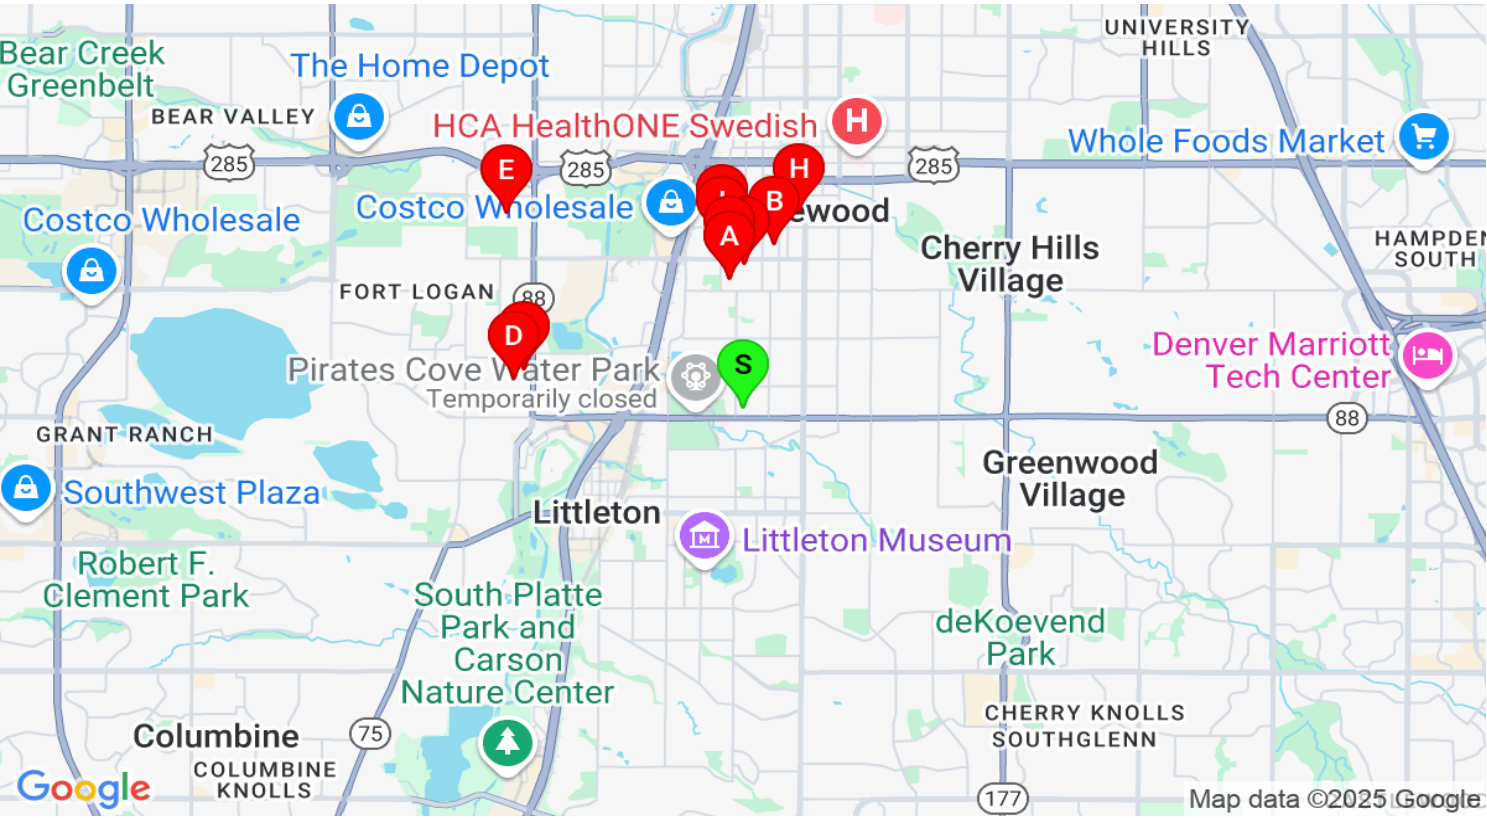 UNIVERSITY
HILLS
Bear Creek
Greenbelt
The Home Depot
BEAR VALLEY
HCA HealthONE Swedish
H
Whole Foods Market
285
285
285
E
H
B
A
Costco Wholesale
ewood
Costco Wholesale
Cherry Hills
Village
HAMPDEN
SOUTH
FORT LOGAN
88
D
S
Pirates Cove Water Park
Temporarily closed
Denver Marriott
Tech Center
88
GRANT RANCH
Greenwood
Village
Southwest Plaza
Littleton
M
Littleton Museum
Robert F.
Clement Park
South Platte
Park and
Carson
Nature Center
deKoevend
Park
CHERRY KNOLLS
SOUTHGLENN
Columbine
75
COLUMBINE
KNOLLS
Google
177
Map data ©2025 Google